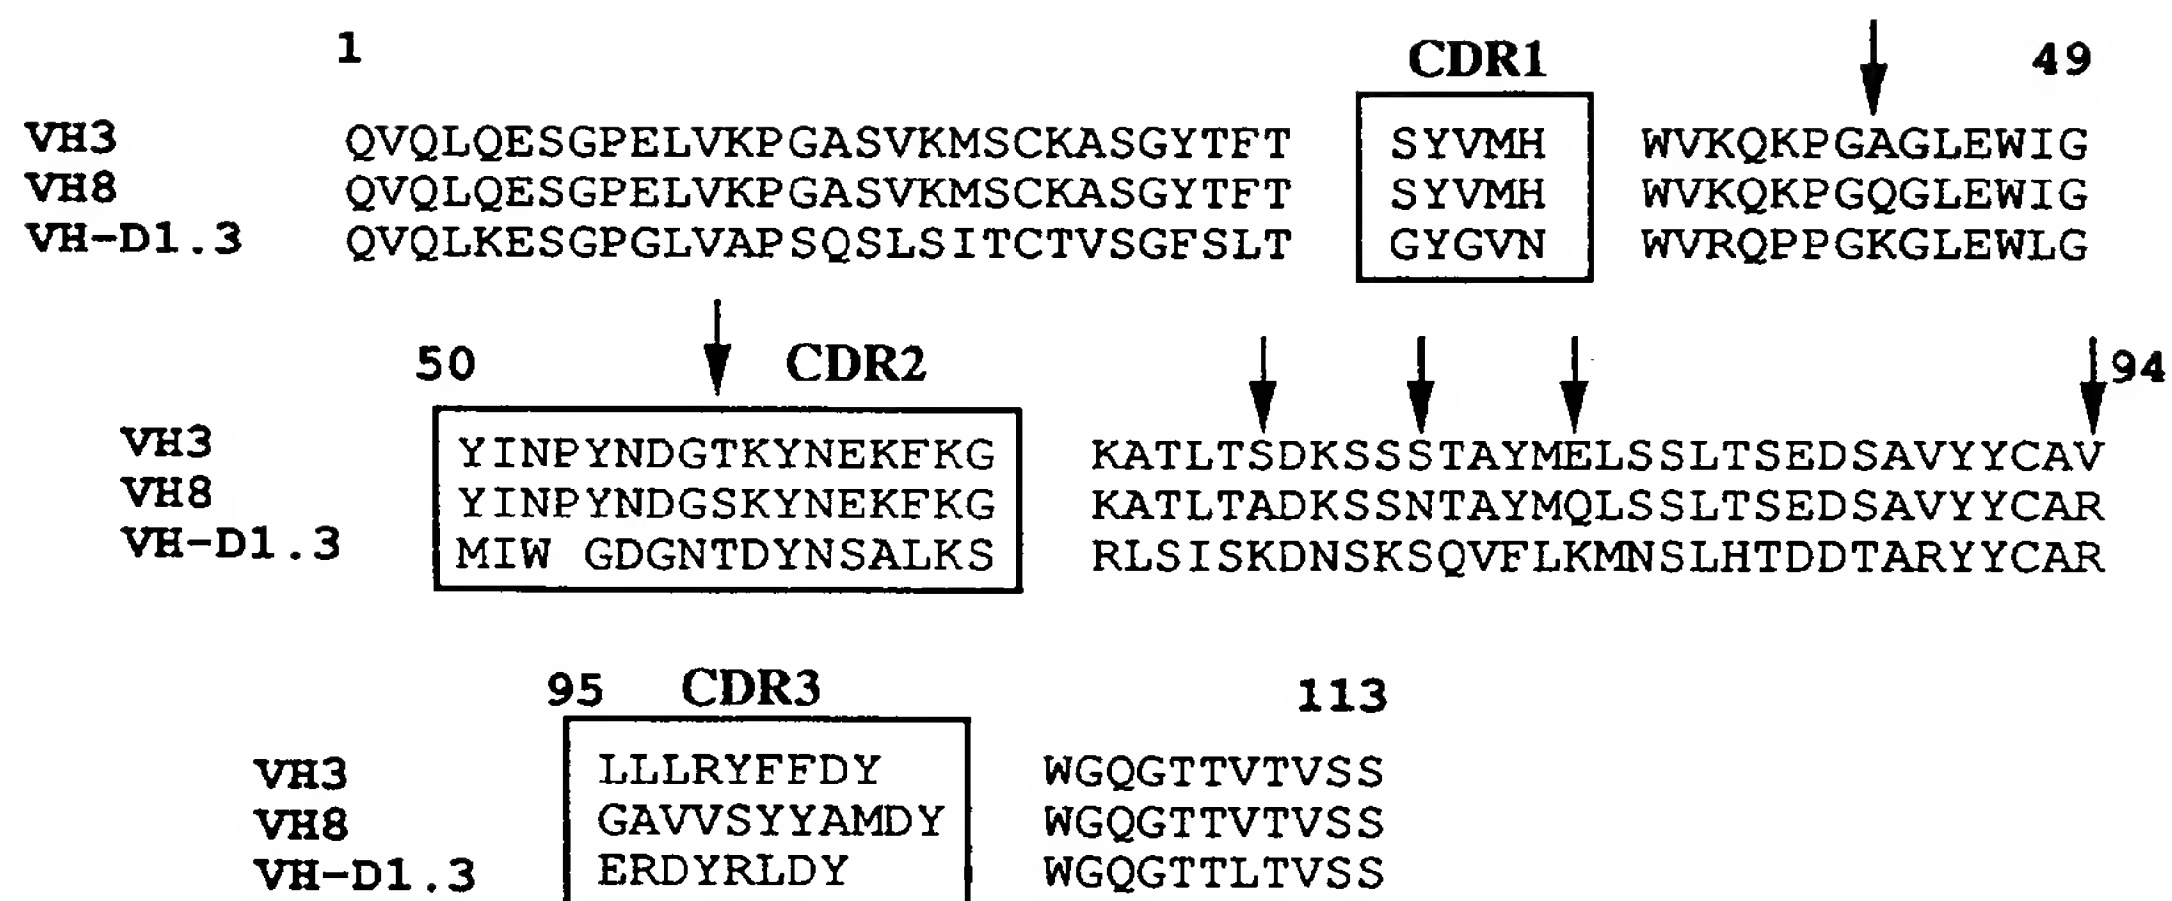 1 CDR1 49
VH3 QVQLQESGPELVKPGASVKMSCKASGYTFT SYVMH WVKQKPGAGLEWIG
VH8 QVQLQESGPELVKPGASVKMSCKASGYTFT SYVMH WVKQKPGQGLEWIG
VH-D1.3 QVQLKESGPGLVAPSQSLSITCTVSGFSLT GYGVN WVRQPPGKGLEWLG
50 CDR2 94
VH3 YINPYNDGTKYNEKFKG KATLTSDKSSSTAYMELSSLTSEDSAVYYCAV
VH8 YINPYNDGSKYNEKFKG KATLTADKSSNTAYMQLSSLTSEDSAVYYCAR
VH-D1.3 MIW GDGNTDYNSALKS RLSISKDNSKSQVFLKMNSLHTDDTARYYCAR
95 CDR3 113
VH3 LLLRYFFDY WGQGTTVTVSS
VH8 GAVVSYYAMDY WGQGTTVTVSS
VH-D1.3 ERDYRLDY WGQGTTLTVSS